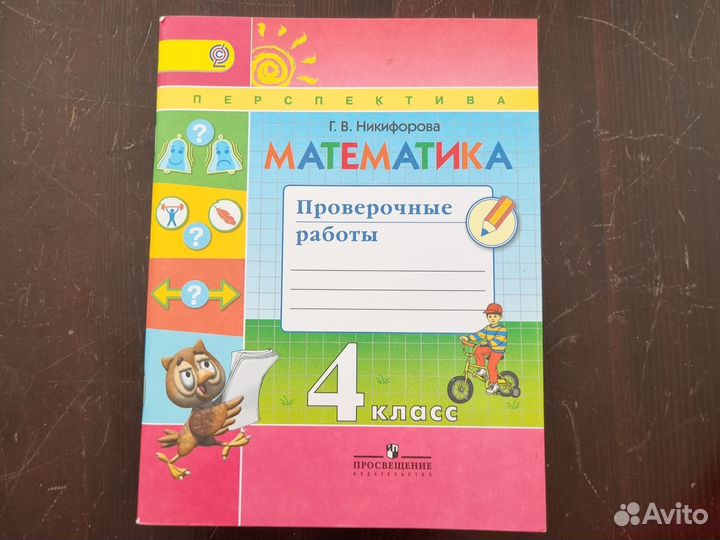 ПЕРСПЕКТИВА
Г. В. Никифорова
МАТЕМАТИКА
Проверочные
работы
?
?
?
4 класс
ПРОСВЕЩЕНИЕ
ИЗДАТЕЛЬСТВО
Avito